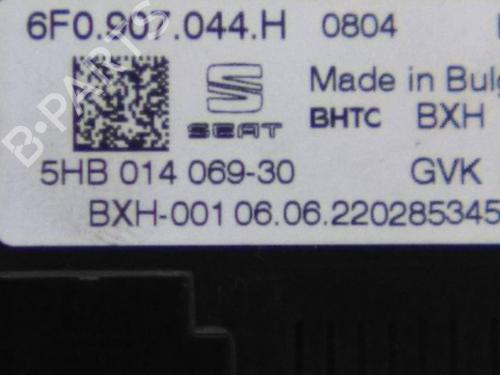 6F0.907.044.H 0804
Made in Bulg
SEAT BHTC BXH
5HB 014 069-30 GVK
BXH-001 06.06.220285345
B-PARTS